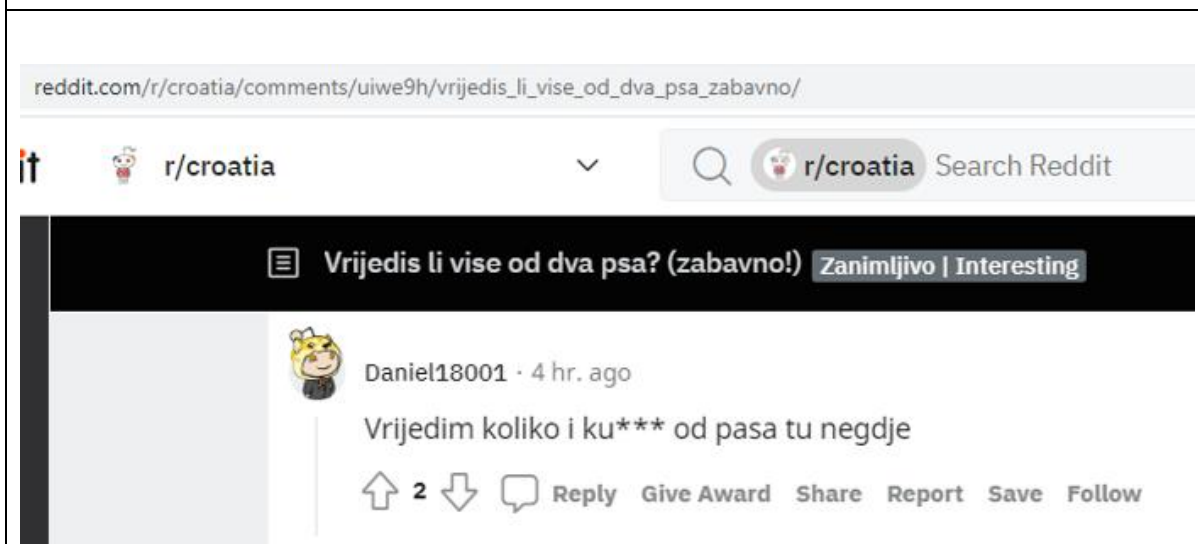 reddit.com/r/croatia/comments/uiwe9h/vrijedis_li_vise_od_dva_psa_zabavno/
it r/croatia r/croatia Search Reddit
Vrijedis li vise od dva psa? (zabavno!) Zanimljivo | Interesting
Daniel18001 · 4 hr. ago
Vrijedim koliko i ku*** od pasa tu negdje
2 Reply Give Award Share Report Save Follow